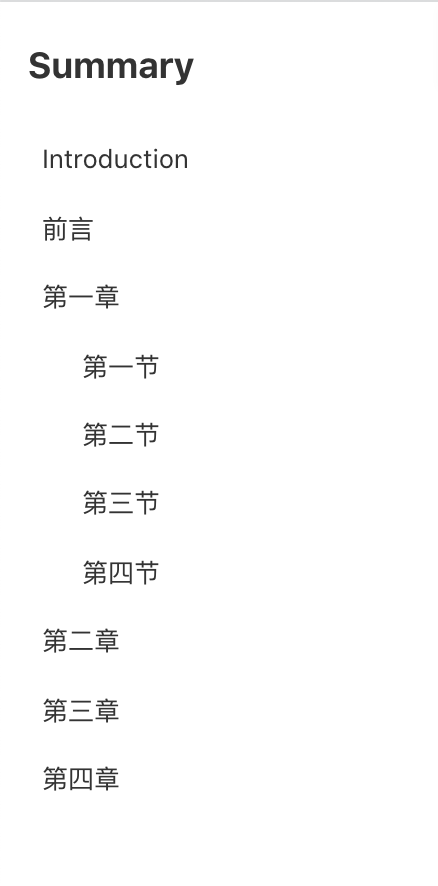 Summary
Introduction
前言
第一章
第一节
第二节
第三节
第四节
第二章
第三章
第四章